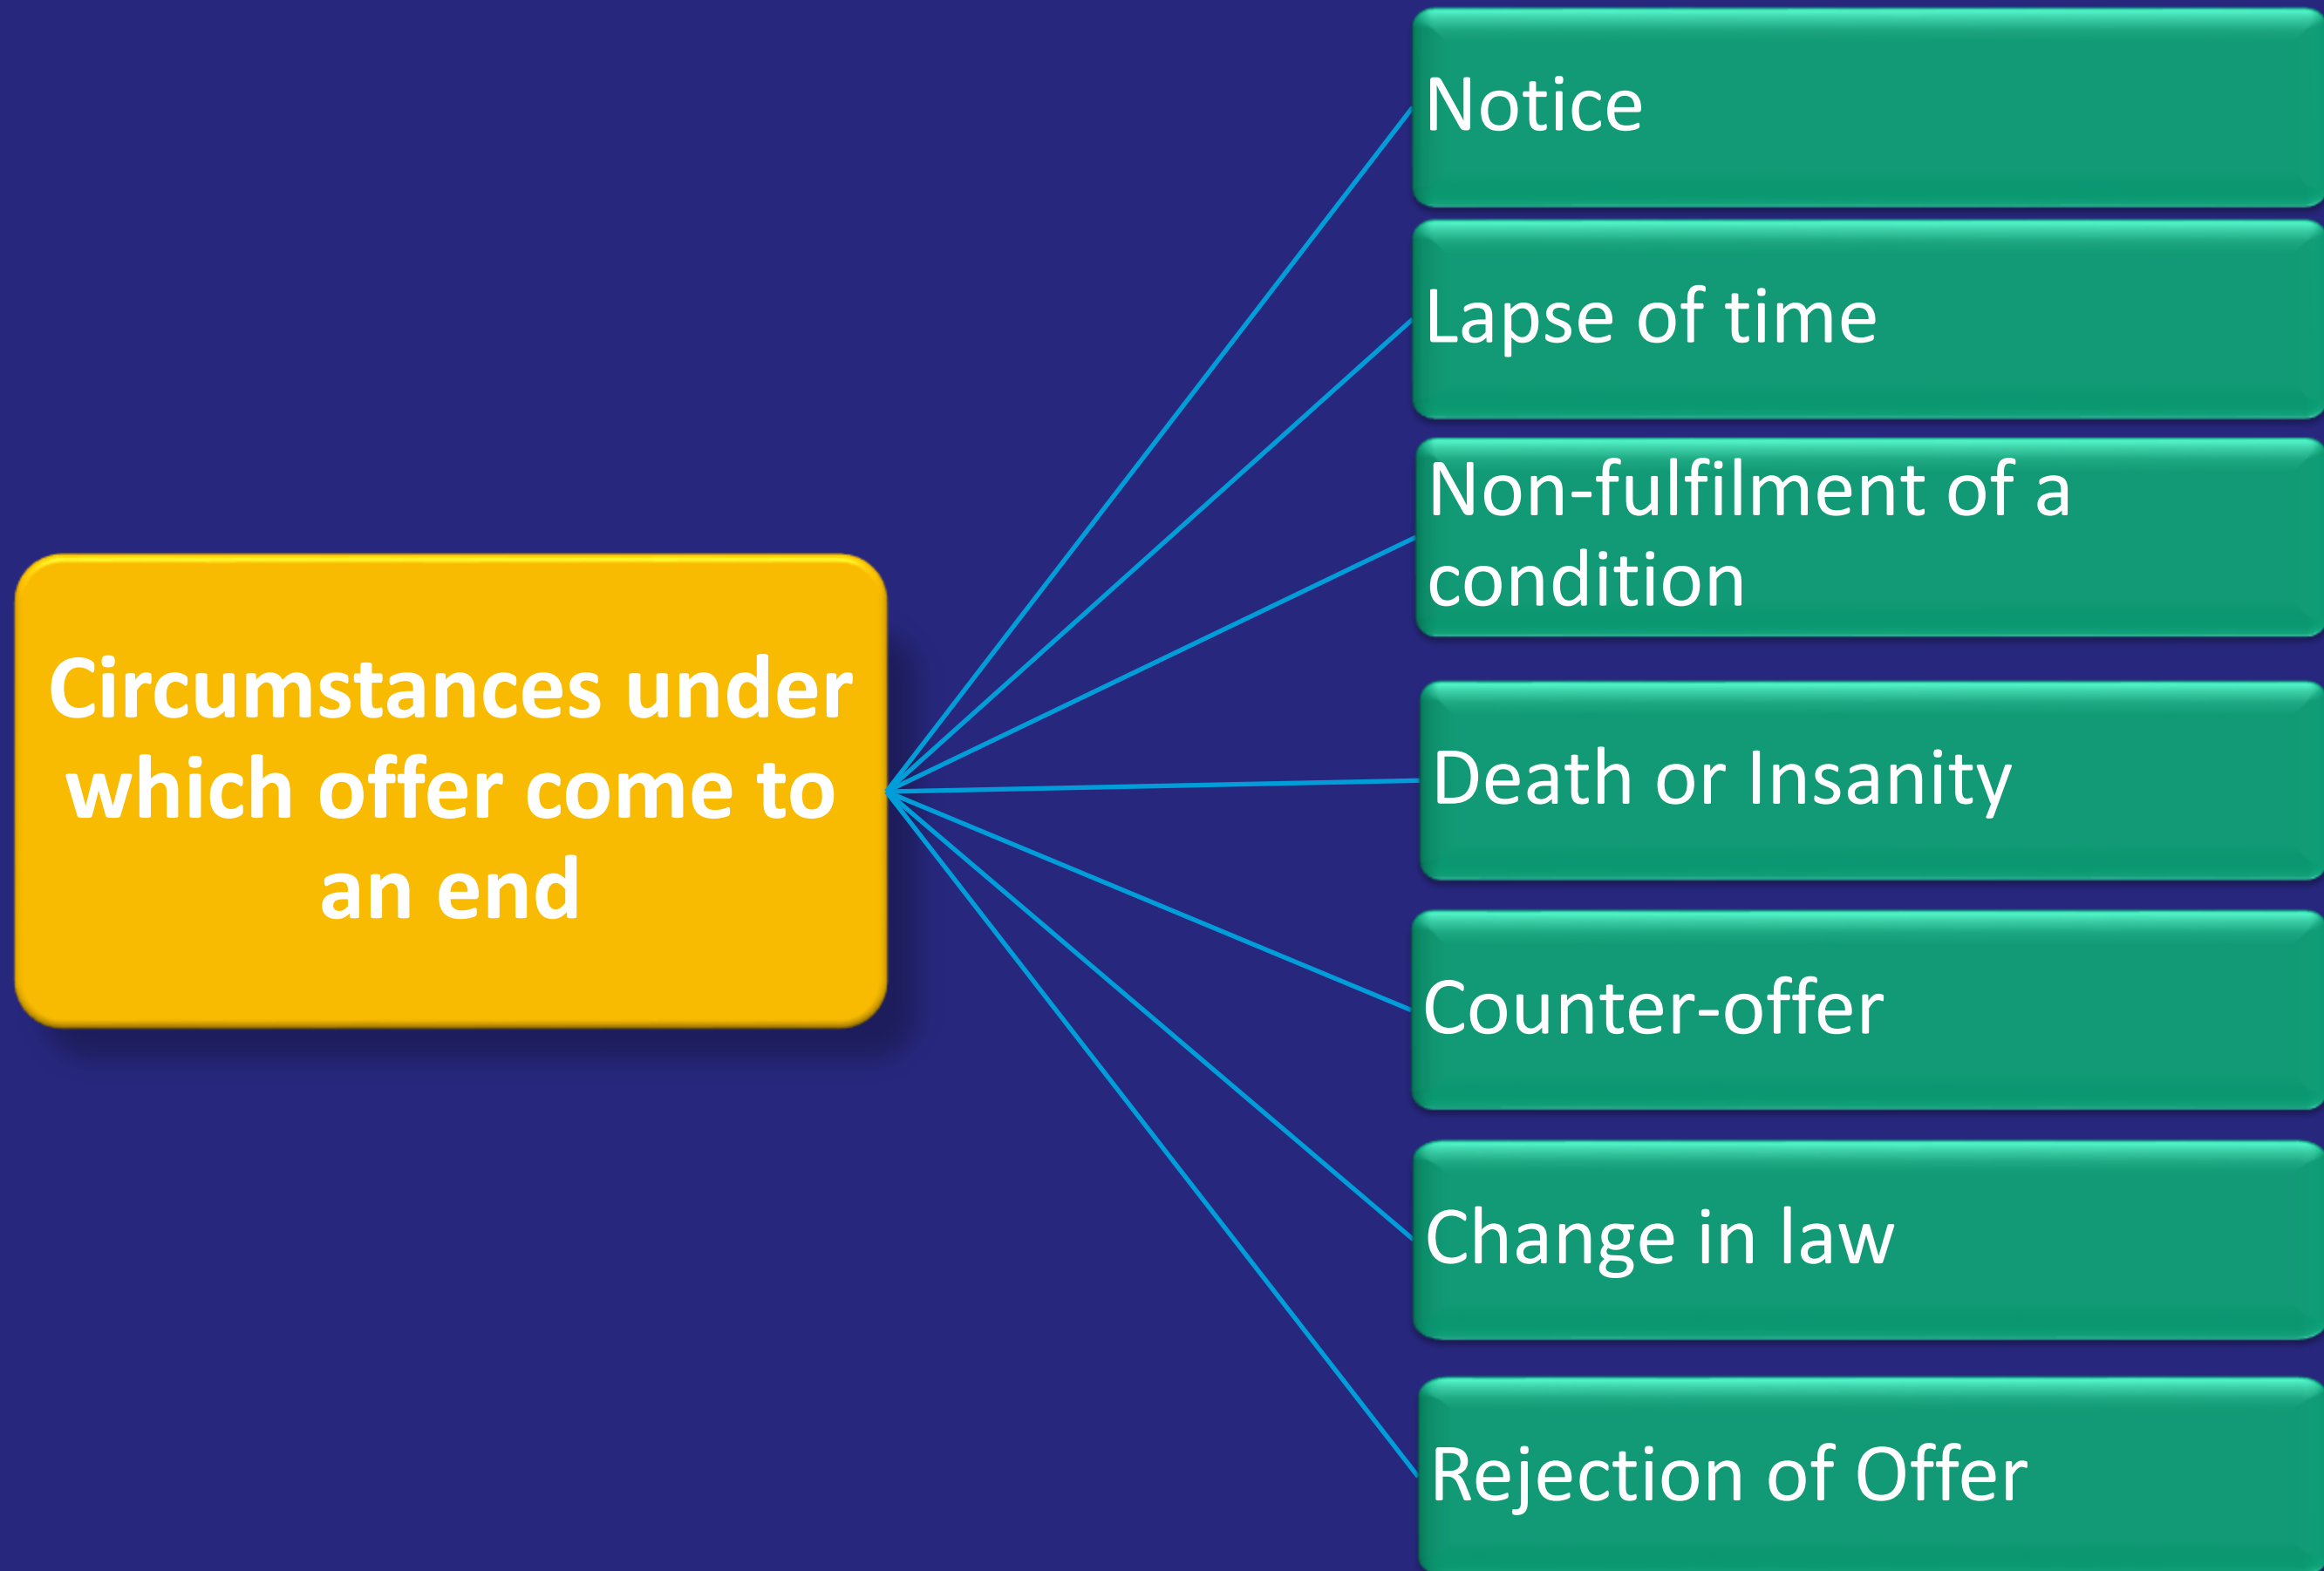 Circumstances under
which offer come to
an end
Notice
Lapse of time
Non-fulfilment of a
condition
Death or Insanity
Counter-offer
Change in law
Rejection of Offer